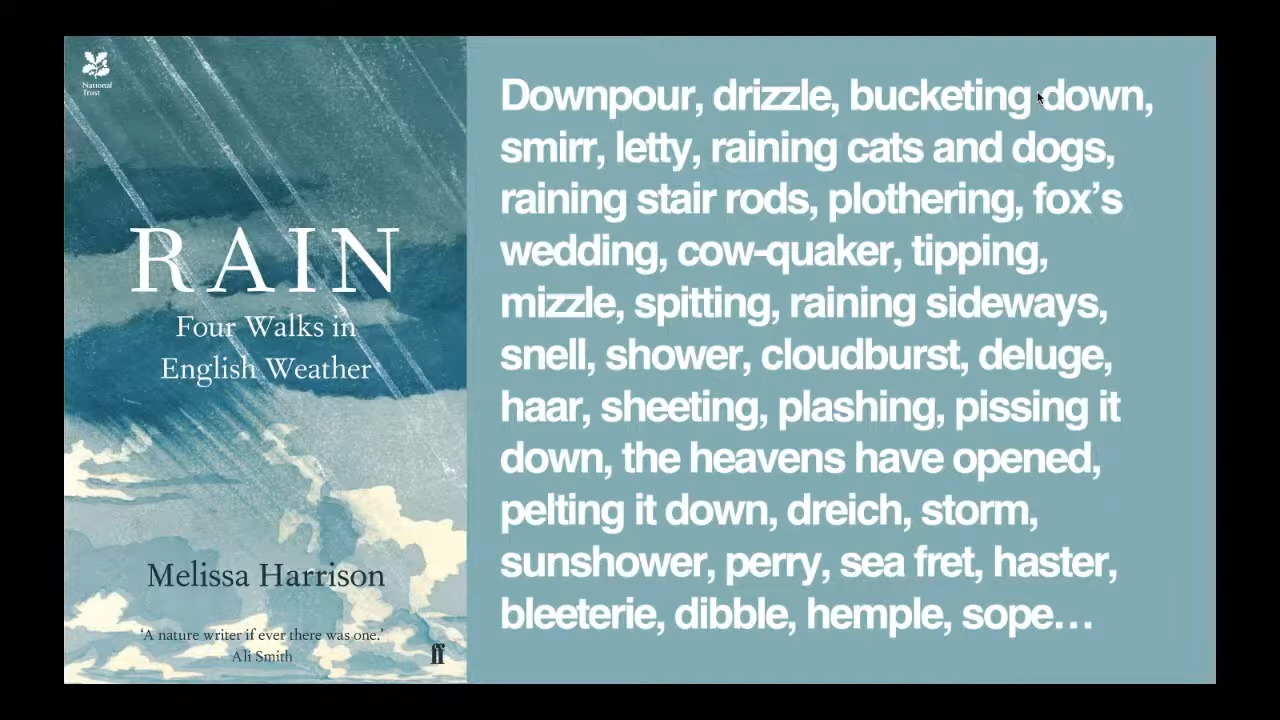 National
Trust
RAIN
Four Walks in
English Weather
Melissa Harrison
‘A nature writer if ever there was one.’
Ali Smith
ff
Downpour, drizzle, bucketing down,
smirr, letty, raining cats and dogs,
raining stair rods, plothering, fox’s
wedding, cow-quaker, tipping,
mizzle, spitting, raining sideways,
snell, shower, cloudburst, deluge,
haar, sheeting, plashing, pissing it
down, the heavens have opened,
pelting it down, dreich, storm,
sunshower, perry, sea fret, haster,
bleeterie, dibble, hemple, sope…